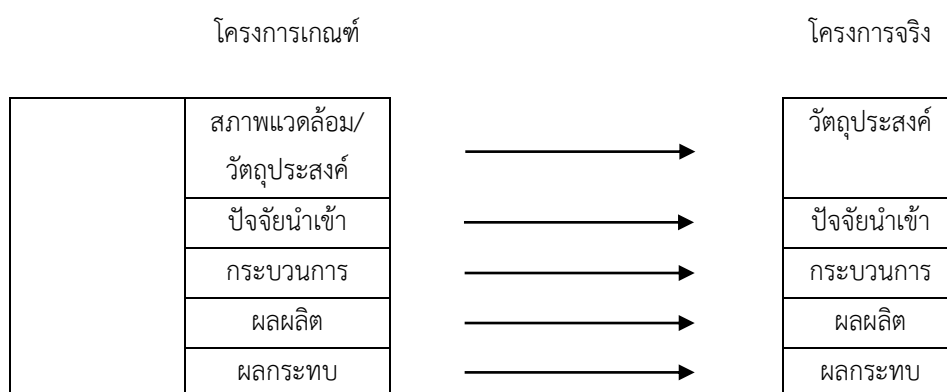 โครงการเกณฑ์ โครงการจริง
สภาพแวดล้อม/ วัตถุประสงค์
วัตถุประสงค์
ปัจจัยนำเข้า ปัจจัยนำเข้า
กระบวนการ กระบวนการ
ผลผลิต ผลผลิต
ผลกระทบ ผลกระทบ